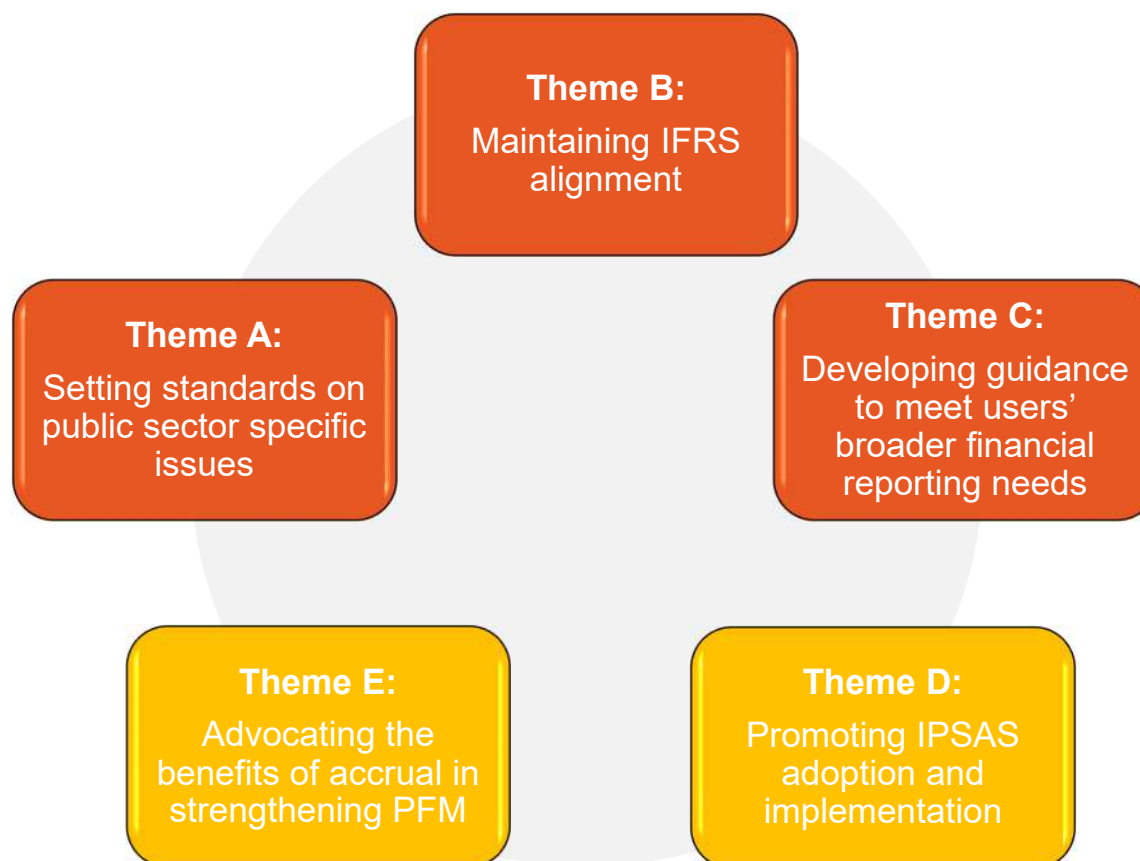 Theme B:
Maintaining IFRS
alignment
Theme A:
Setting standards on
public sector specific
issues
Theme C:
Developing guidance
to meet users’
broader financial
reporting needs
Theme E:
Advocating the
benefits of accrual in
strengthening PFM
Theme D:
Promoting IPSAS
adoption and
implementation